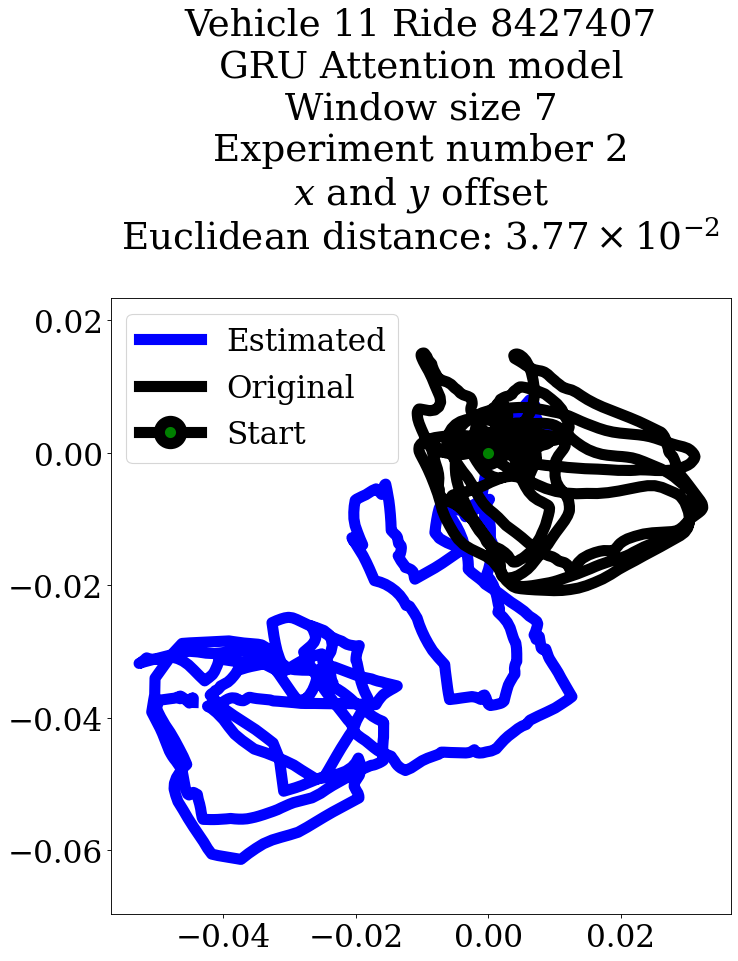 Vehicle 11 Ride 8427407
GRU Attention model
Window size 7
Experiment number 2
x and y offset
Euclidean distance: 3.77 × 10⁻²
Estimated
Original
Start
0.02
0.00
−0.02
−0.04
−0.06
−0.04 −0.02 0.00 0.02